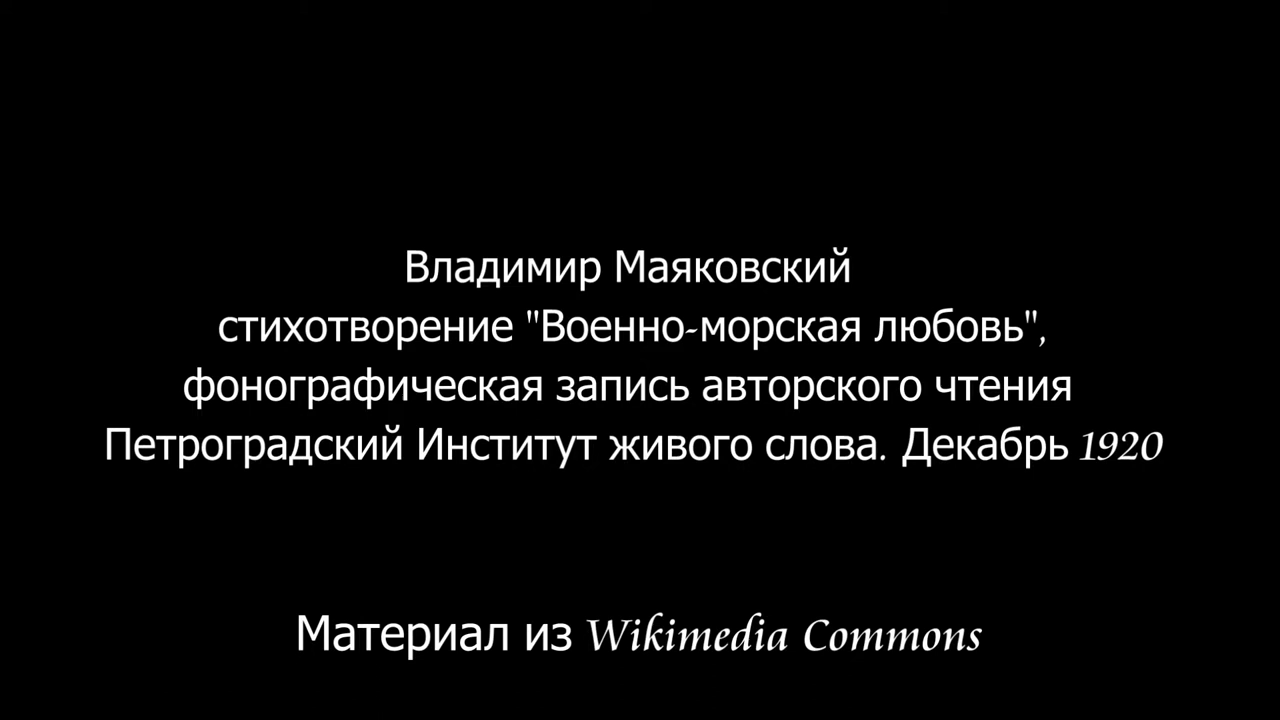 Владимир Маяковский
стихотворение "Военно-морская любовь",
фонографическая запись авторского чтения
Петроградский Институт живого слова. Декабрь 1920
Материал из Wikimedia Commons